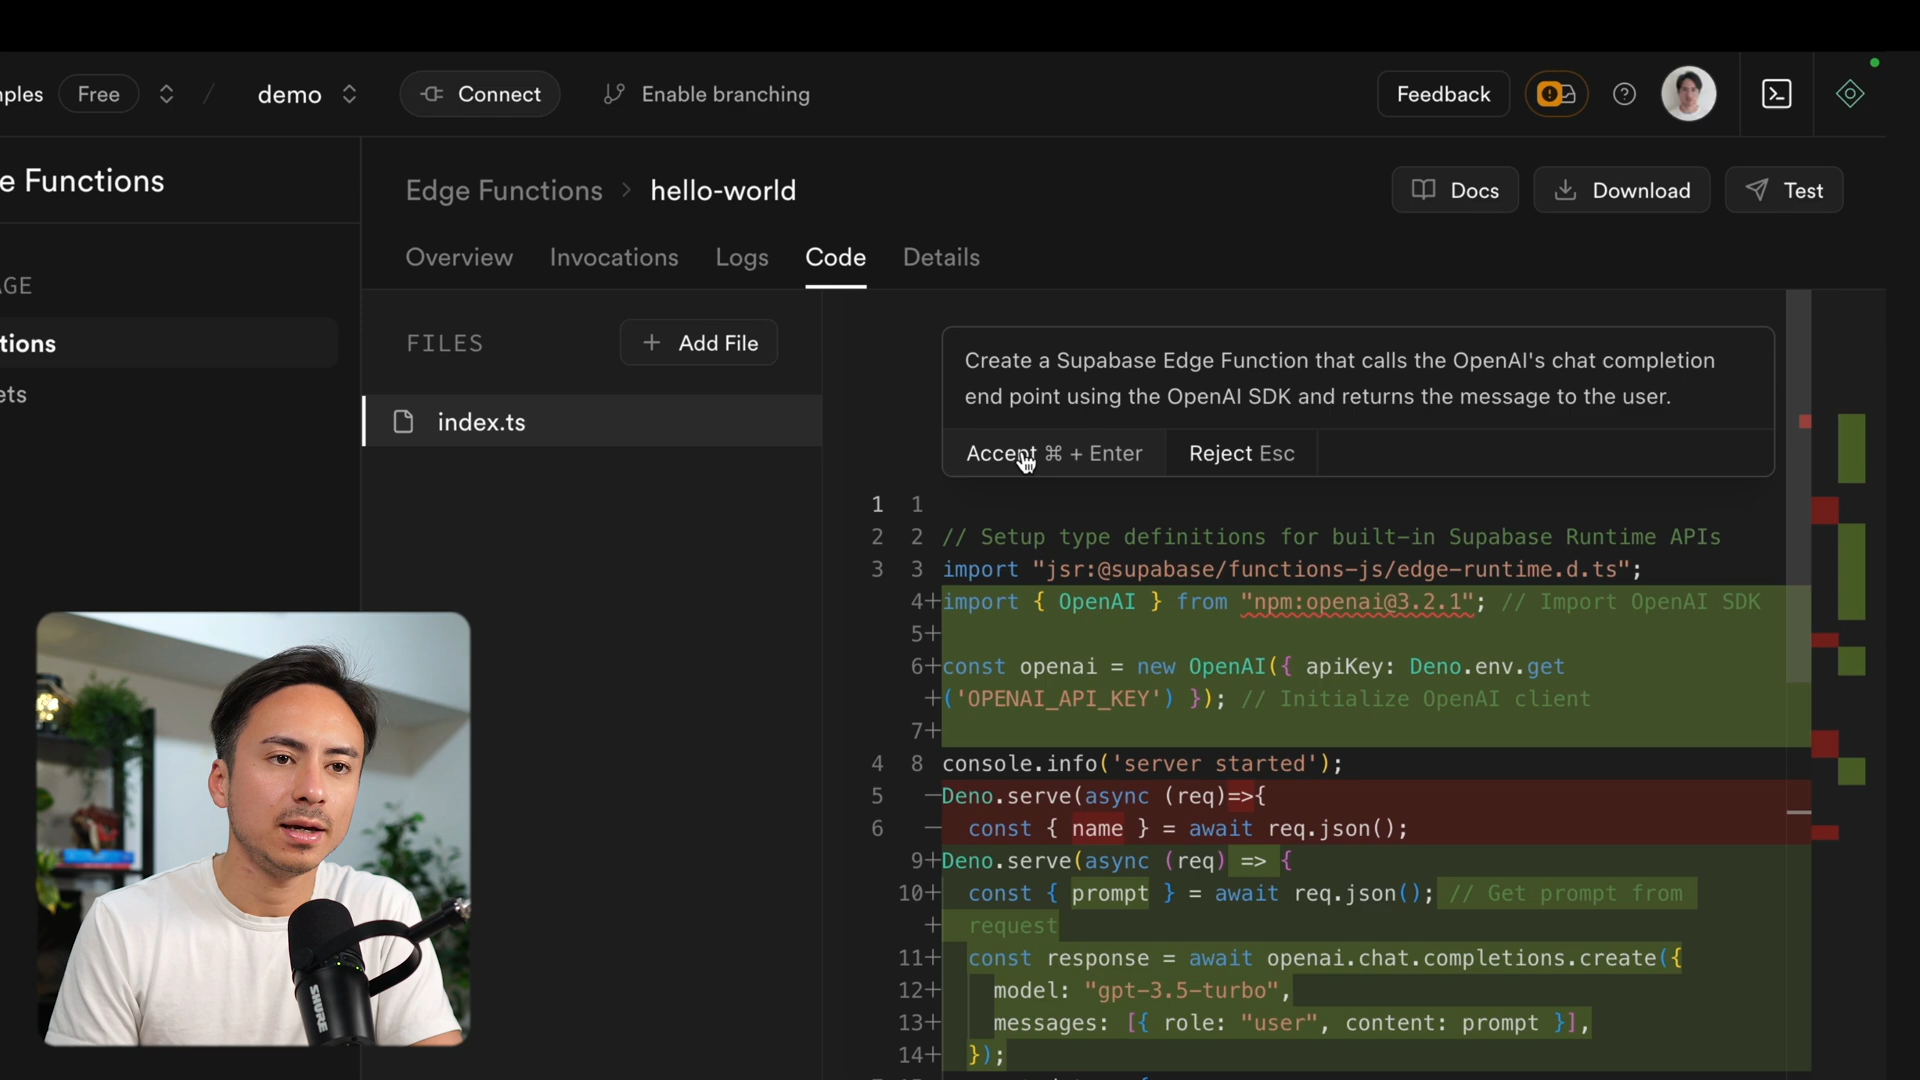 nples Free / demo Connect Enable branching Feedback
e Functions
Edge Functions > hello-world Docs Download Test
Overview Invocations Logs Code Details
AGE
tions
ets
FILES + Add File
index.ts
Create a Supabase Edge Function that calls the OpenAI's chat completion
end point using the OpenAI SDK and returns the message to the user.
Accept ⌘ + Enter Reject Esc
1 1
2 2 // Setup type definitions for built-in Supabase Runtime APIs
3 3 import "jsr:@supabase/functions-js/edge-runtime.d.ts";
4+ import { OpenAI } from "npm:openai@3.2.1"; // Import OpenAI SDK
5+
6+ const openai = new OpenAI({ apiKey: Deno.env.get
+ ('OPENAI_API_KEY') }); // Initialize OpenAI client
7+
4 8 console.info('server started');
5 — Deno.serve(async (req)=>{
6 — const { name } = await req.json();
9+ Deno.serve(async (req) => {
10+ const { prompt } = await req.json(); // Get prompt from
+ request
11+ const response = await openai.chat.completions.create({
12+ model: "gpt-3.5-turbo",
13+ messages: [{ role: "user", content: prompt }],
14+ });
SHURE